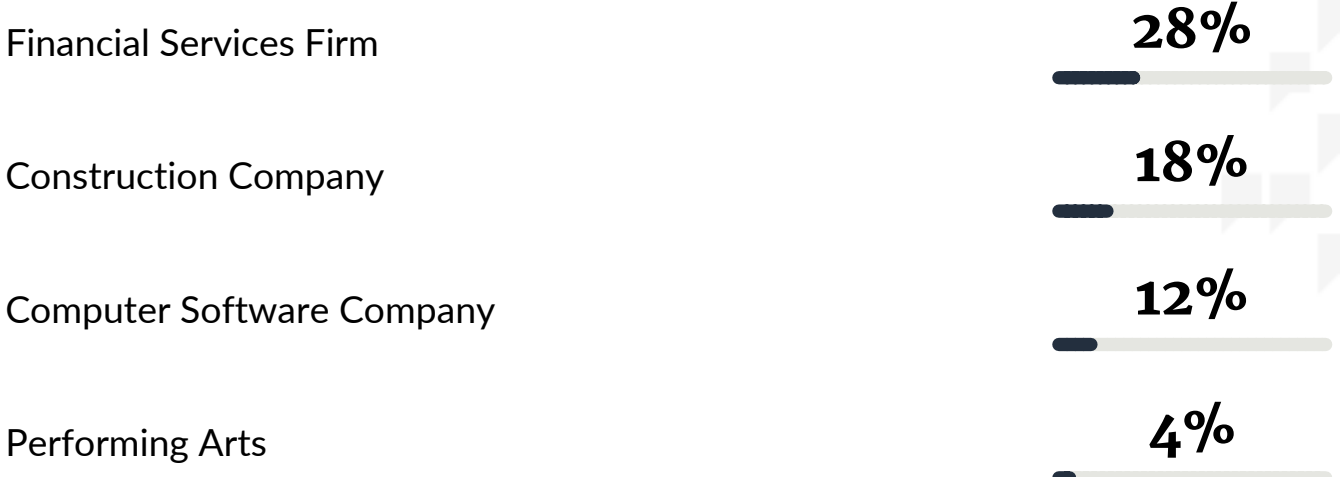 Financial Services Firm 28%
Construction Company 18%
Computer Software Company 12%
Performing Arts 4%